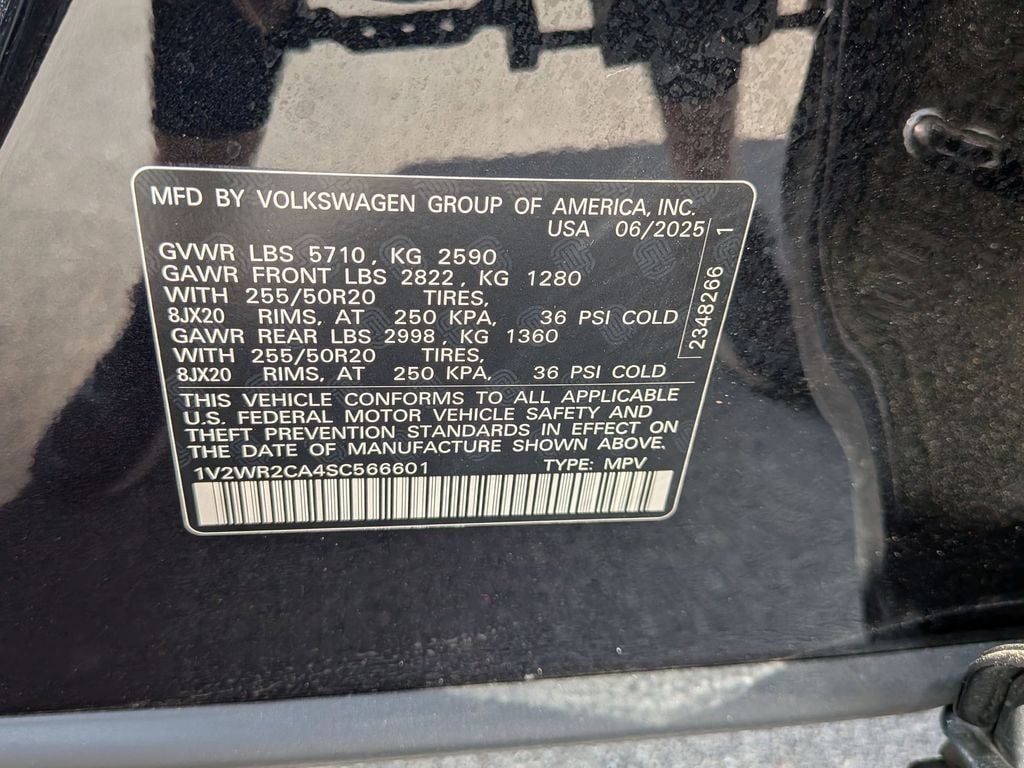 MFD BY VOLKSWAGEN GROUP OF AMERICA, INC.
USA 06/2025
GVWR LBS 5710, KG 2590
GAWR FRONT LBS 2822, KG 1280
WITH 255/50R20 TIRES,
8JX20 RIMS, AT 250 KPA, 36 PSI COLD
GAWR REAR LBS 2998, KG 1360
WITH 255/50R20 TIRES,
8JX20 RIMS, AT 250 KPA, 36 PSI COLD
2348266 1
THIS VEHICLE CONFORMS TO ALL APPLICABLE
U.S. FEDERAL MOTOR VEHICLE SAFETY AND
THEFT PREVENTION STANDARDS IN EFFECT ON
THE DATE OF MANUFACTURE SHOWN ABOVE.
1V2WR2CA4SC566601 TYPE: MPV